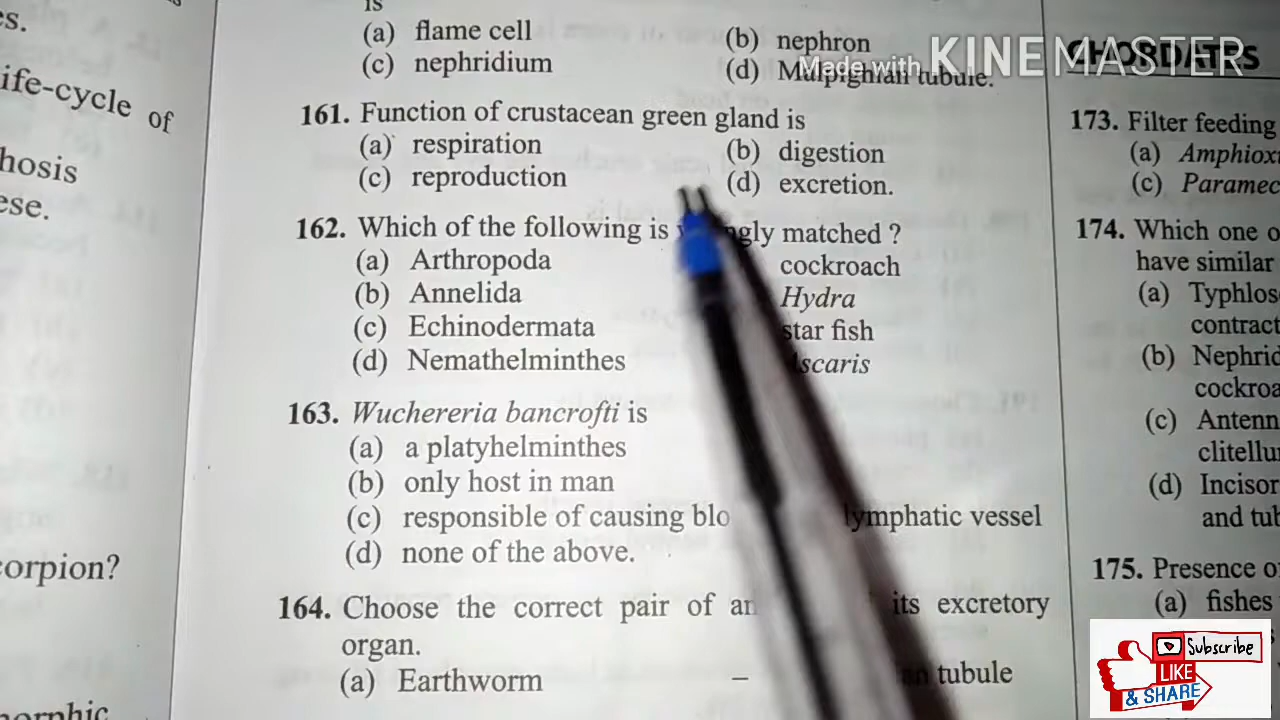 es.
ife-cycle of
hosis
ese.
corpion?
norphic
is
(a) flame cell
(b) nephron
(c) nephridium
(d) Malpighian tubule.
161. Function of crustacean green gland is
(a) respiration
(b) digestion
(c) reproduction
(d) excretion.
162. Which of the following is matched ?
(a) Arthropoda
cockroach
(b) Annelida
Hydra
(c) Echinodermata
star fish
(d) Nemathelminthes
Ascaris
163. Wuchereria bancrofti is
(a) a platyhelminthes
(b) only host in man
(c) responsible of causing blo lymphatic vessel
(d) none of the above.
164. Choose the correct pair of its excretory
organ.
(a) Earthworm – tubule
CHORDATES
173. Filter feeding
(a) Amphiox
(c) Paramec
174. Which one o
have similar
(a) Typhlos
contract
(b) Nephrid
cockroa
(c) Antenn
clitellu
(d) Incisor
and tub
175. Presence o
(a) fishes
Made with KINEMASTER
Subscribe
LIKE
& SHARE